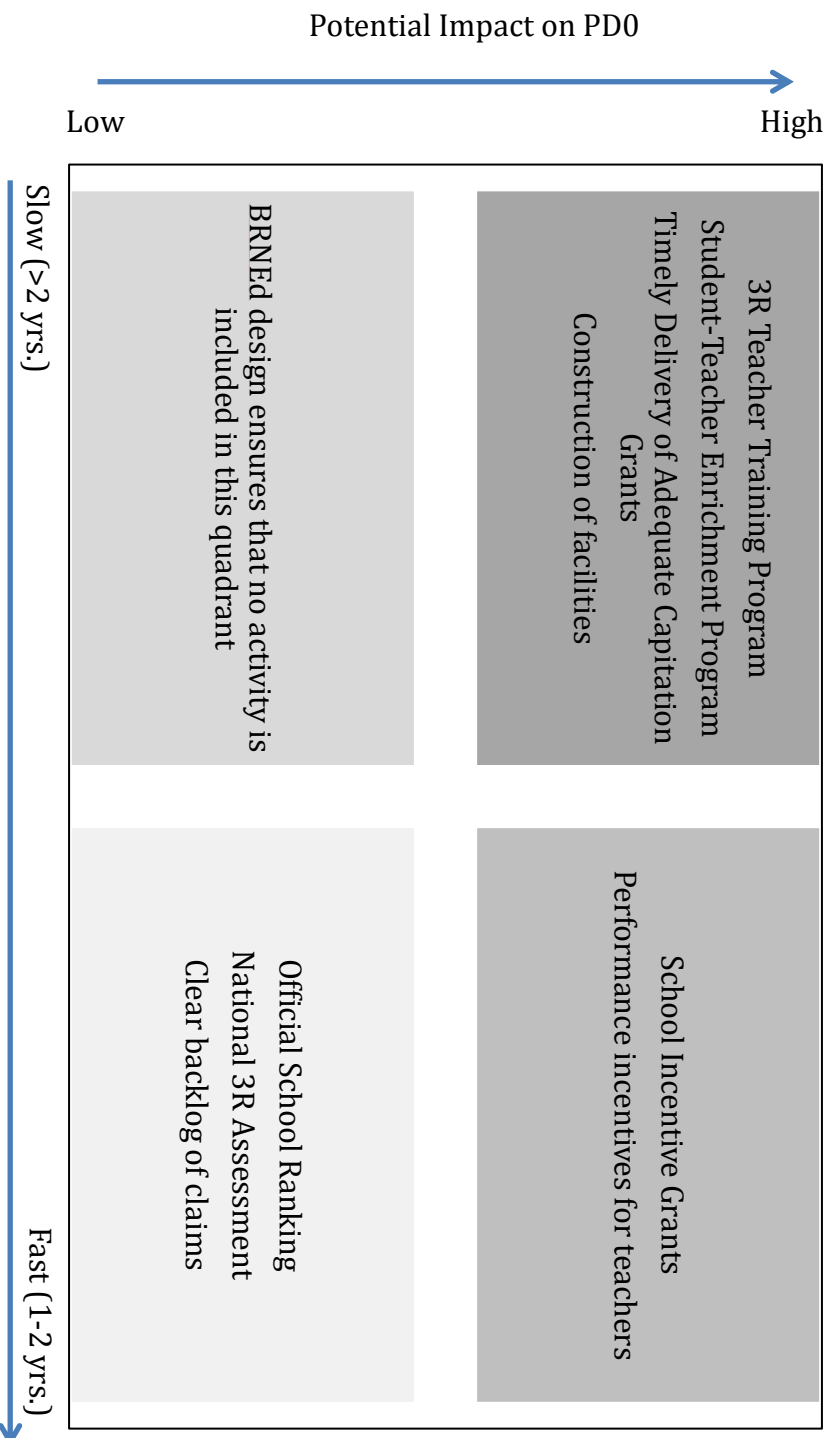 Potential Impact on PD0
Low
High
Slow (>2 yrs.)
Fast (1-2 yrs.)
3R Teacher Training Program
Student-Teacher Enrichment Program
Timely Delivery of Adequate Capitation
Grants
Construction of facilities
School Incentive Grants
Performance incentives for teachers
BRNEd design ensures that no activity is
included in this quadrant
Official School Ranking
National 3R Assessment
Clear backlog of claims